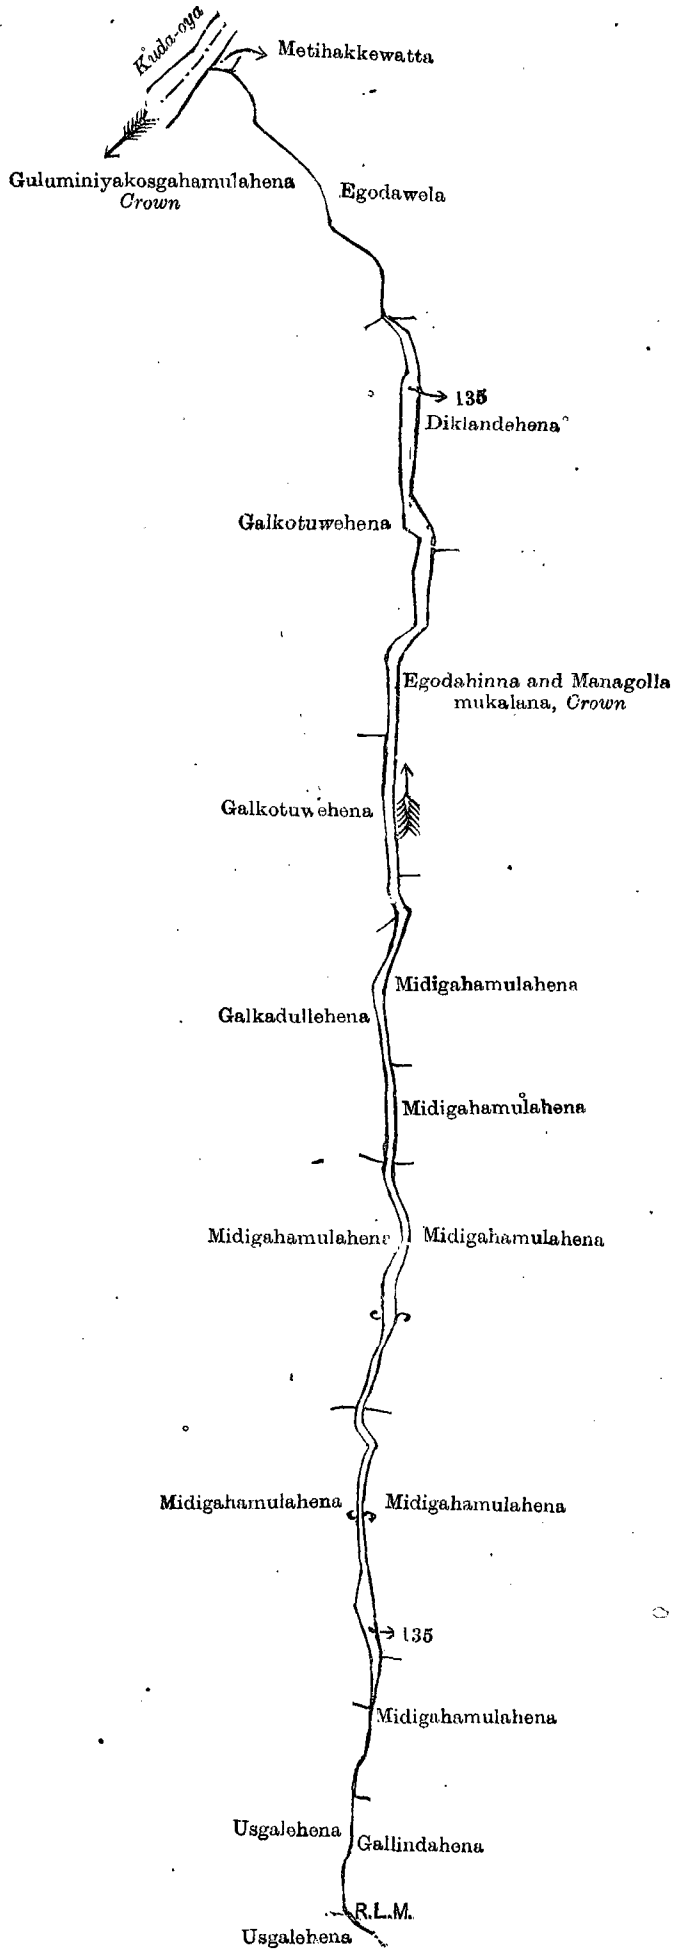 Kuda-oya
Metihakkewatta
Guluminiyakosgahamulahena
Crown
Egodawela
135
Diklandehena
Galkotuwehena
Egodahinna and Managolla
mukalana, Crown
Galkotuwehena
Midigahamulahena
Galkadullehena
Midigahamulahena
Midigahamulahena Midigahamulahena
Midigahamulahena Midigahamulahena
135
Midigahamulahena
Usgalehena
Gallindahena
R.L.M.
Usgalehena